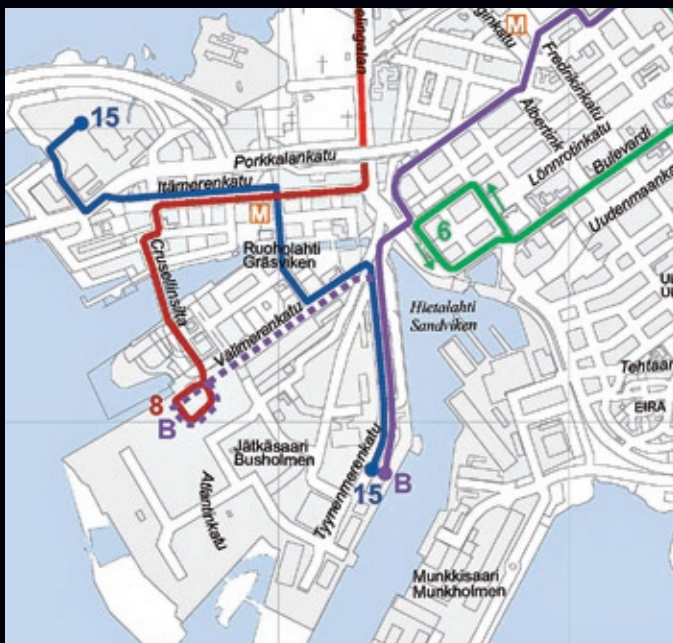 M
15
Porkkalankatu
Itämerenkatu
M
Fredrikinkatu
Albertink
Lönnrotinkatu
Bulevardi
Uudenmaank
6
Ruoholahti
Gräsviken
Crusellinsilta
Välimerenkatu
Hietalahti
Sandviken
Tehtaan
EIRA
8
B
Jätkäsaari
Busholmen
Atlantinkatu
Tyynenmerenkatu
15
B
Munkkisaari
Munkholmen